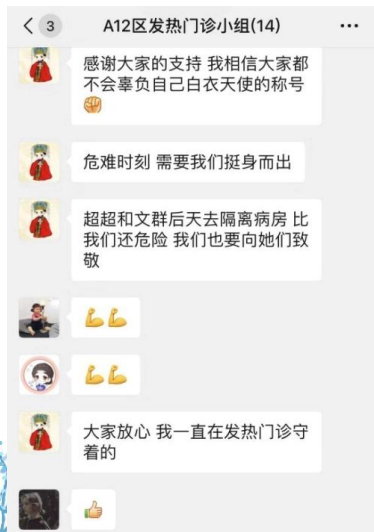 3
A12区发热门诊小组(14)
感谢大家的支持 我相信大家都
不会辜负自己白衣天使的称号
✊
危难时刻 需要我们挺身而出
超超和文群后天去隔离病房 比
我们还危险 我们也要向她们致
敬
💪💪
💪💪
大家放心 我一直在发热门诊守
着的
👍